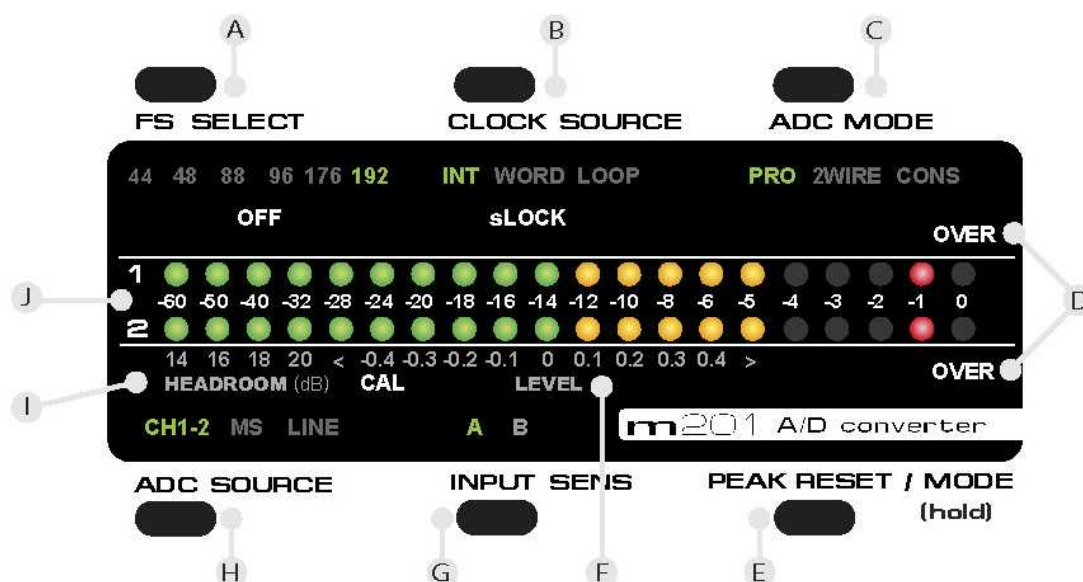 A B C
FS SELECT CLOCK SOURCE ADC MODE
44 48 88 96 176 192 INT WORD LOOP PRO 2WIRE CONS
OFF sLOCK
OVER
1
J -60 -50 -40 -32 -28 -24 -20 -18 -16 -14 -12 -10 -8 -6 -5 -4 -3 -2 -1 0 D
2
14 16 18 20 < -0.4 -0.3 -0.2 -0.1 0 0.1 0.2 0.3 0.4 >
OVER
I HEADROOM (dB) CAL LEVEL
CH1-2 MS LINE A B m201 A/D converter
ADC SOURCE INPUT SENS PEAK RESET / MODE
(hold)
H G F E